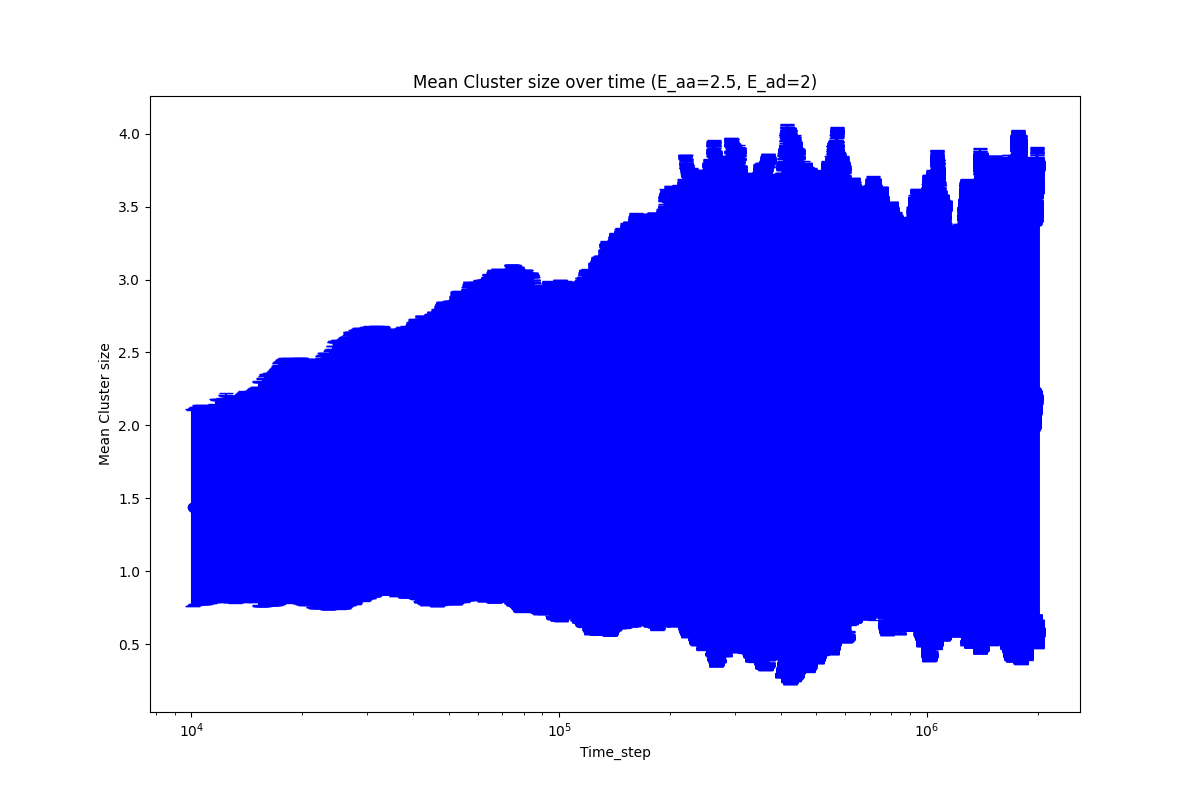 Mean Cluster size over time (E_aa=2.5, E_ad=2)
Mean Cluster size
4.0
3.5
3.0
2.5
2.0
1.5
1.0
0.5
10⁴ 10⁵ 10⁶
Time_step